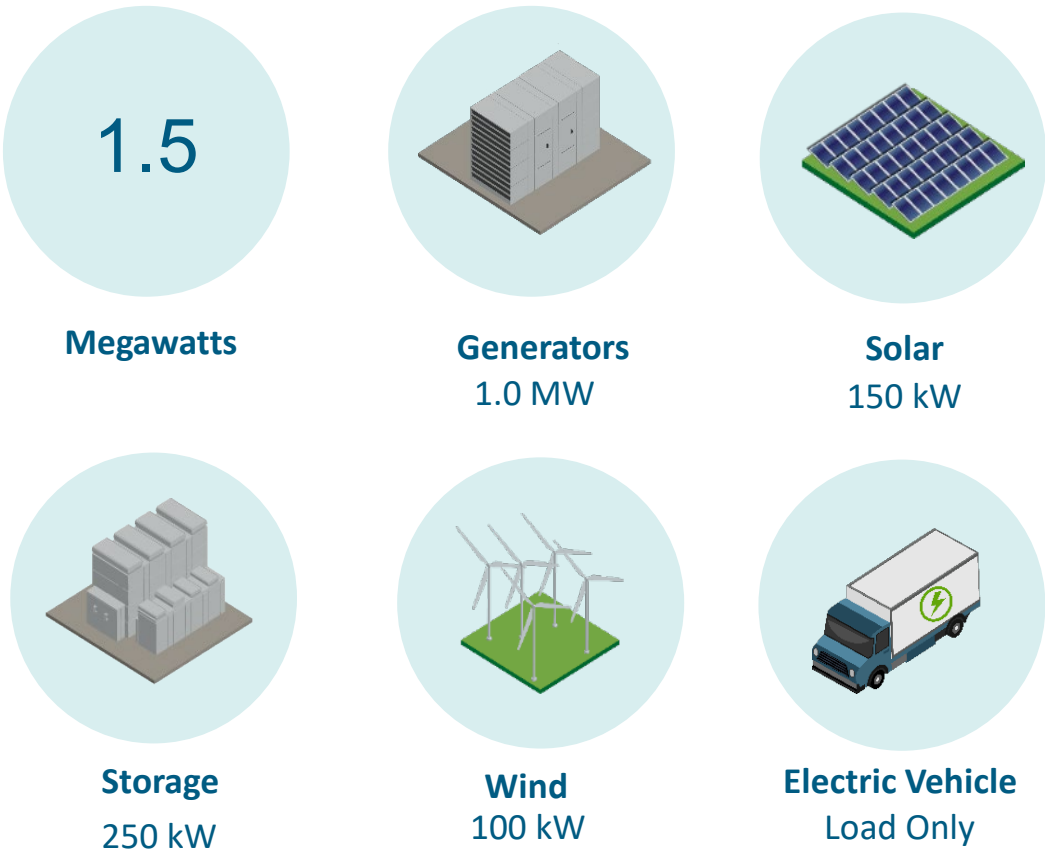 1.5
Megawatts
Generators
1.0 MW
Solar
150 kW
Storage
250 kW
Wind
100 kW
Electric Vehicle
Load Only